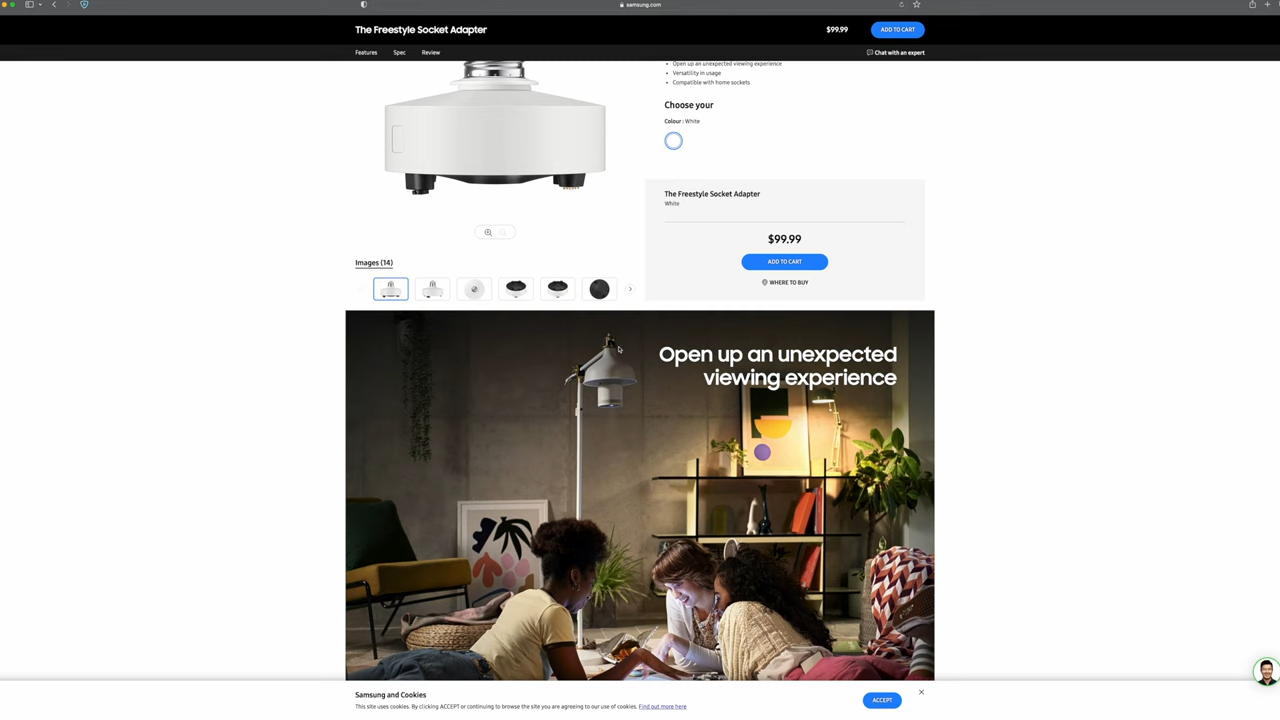 samsung.com
The Freestyle Socket Adapter
$99.99
ADD TO CART
Features
Spec
Review
Chat with an expert
Open up an unexpected viewing experience
Versatility in usage
Compatible with home sockets
Choose your
Colour : White
The Freestyle Socket Adapter
White
$99.99
ADD TO CART
WHERE TO BUY
Images (14)
Open up an unexpected
viewing experience
Samsung and Cookies
This site uses cookies. By clicking ACCEPT or continuing to browse the site you are agreeing to our use of cookies. Find out more here
ACCEPT